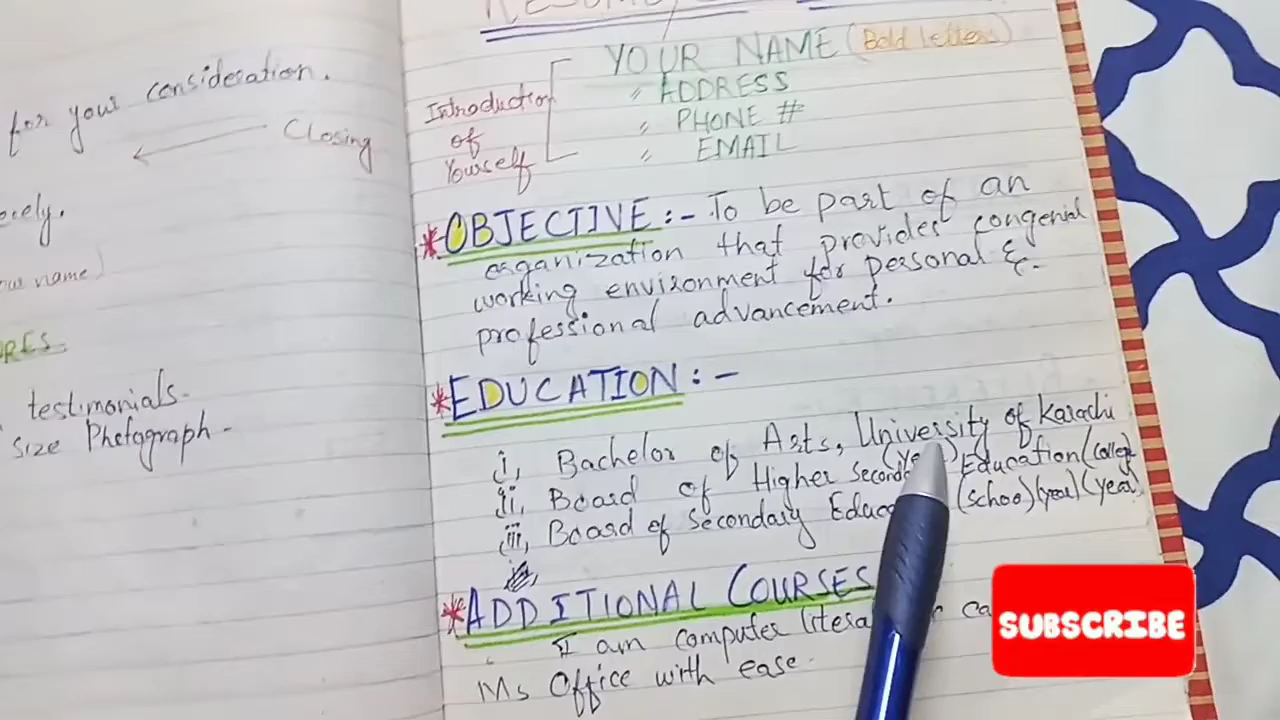 for your consideration.
Closing
testimonials.
Size Photograph -
RESUME
YOUR NAME (Bold letters)
" ADDRESS
" PHONE #
" EMAIL
Introduction
of
Yourself
*OBJECTIVE :- To be part of an
organization that provides congenial
working environment for personal &
professional advancement.
*EDUCATION :-
i, Bachelor of Arts, University of Karachi
ii, Board of Higher Education (college
iii, Board of Secondary (school) (year) (year)
*ADDITIONAL COURSES
I am computer
Ms Office with ease.
SUBSCRIBE